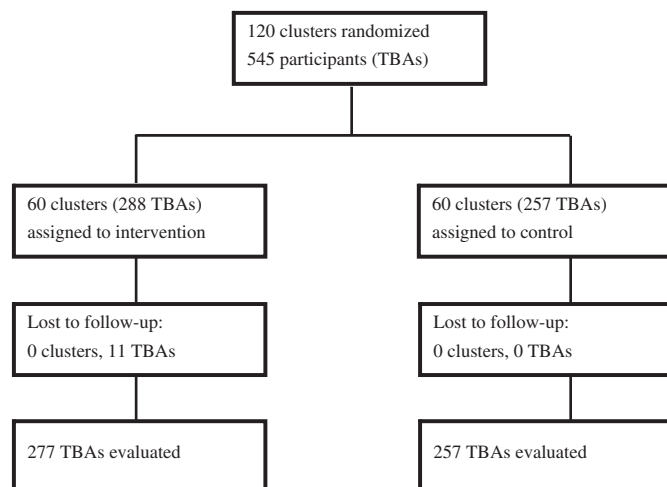 120 clusters randomized
545 participants (TBAs)
60 clusters (288 TBAs)
assigned to intervention
60 clusters (257 TBAs)
assigned to control
Lost to follow-up:
0 clusters, 11 TBAs
Lost to follow-up:
0 clusters, 0 TBAs
277 TBAs evaluated
257 TBAs evaluated